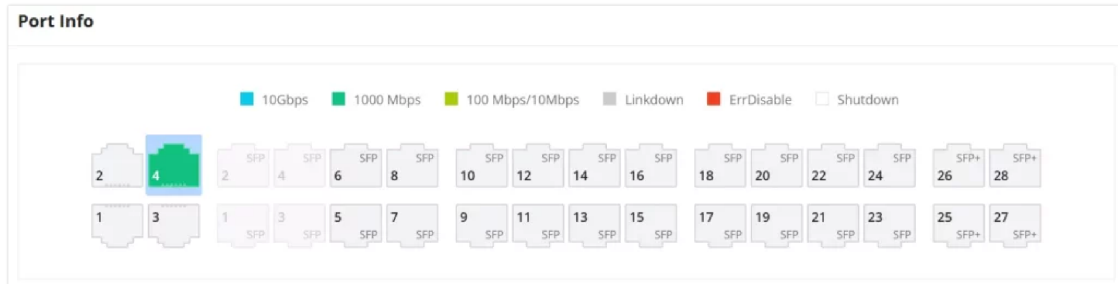 Port Info
10Gbps 1000 Mbps 100 Mbps/10Mbps Linkdown ErrDisable Shutdown
SFP SFP SFP SFP SFP SFP SFP SFP SFP SFP SFP SFP SFP+ SFP+
2 4 2 4 6 8 10 12 14 16 18 20 22 24 26 28
1 3 1 3 5 7 9 11 13 15 17 19 21 23 25 27
SFP SFP SFP SFP SFP SFP SFP SFP SFP SFP SFP SFP SFP+ SFP+